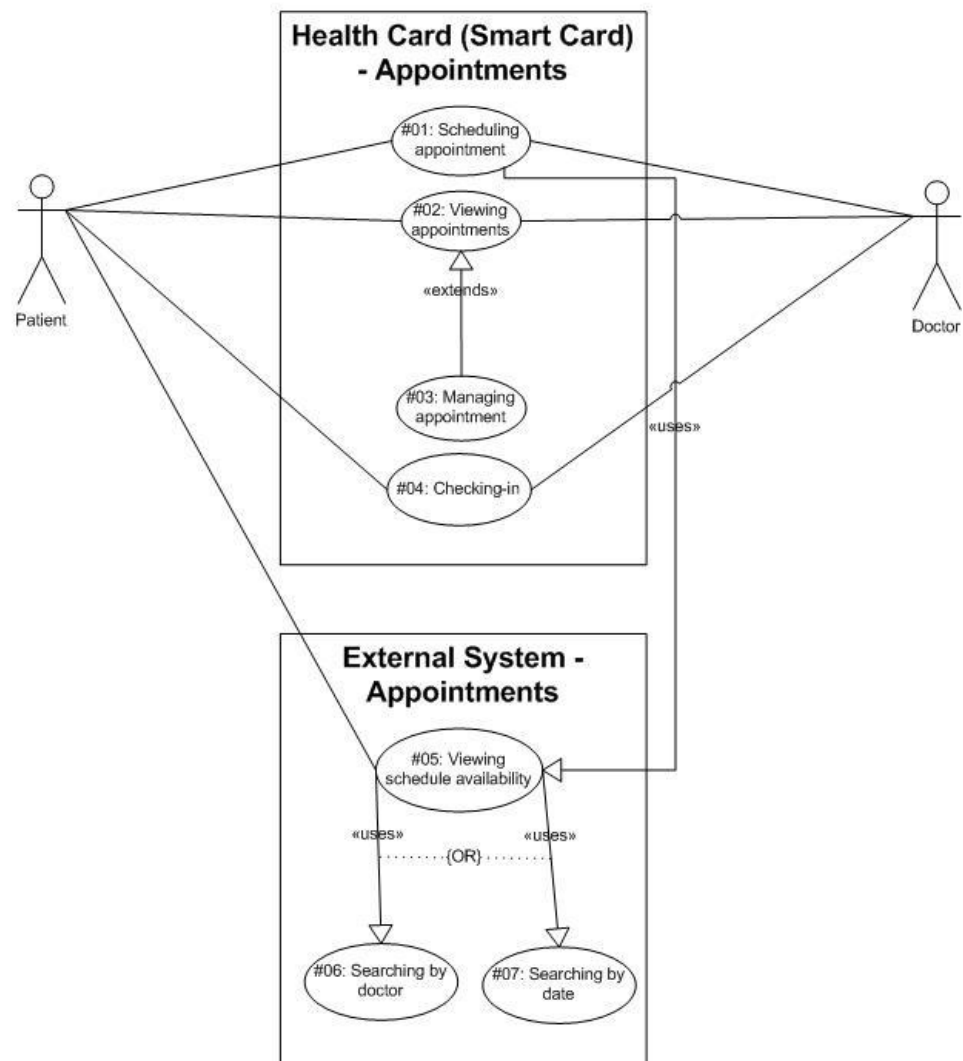 Health Card (Smart Card)
- Appointments
#01: Scheduling
appointment
#02: Viewing
appointments
«extends»
Patient
Doctor
#03: Managing
appointment
«uses»
#04: Checking-in
External System -
Appointments
#05: Viewing
schedule availability
«uses»
«uses»
{OR}
#06: Searching by
doctor
#07: Searching by
date